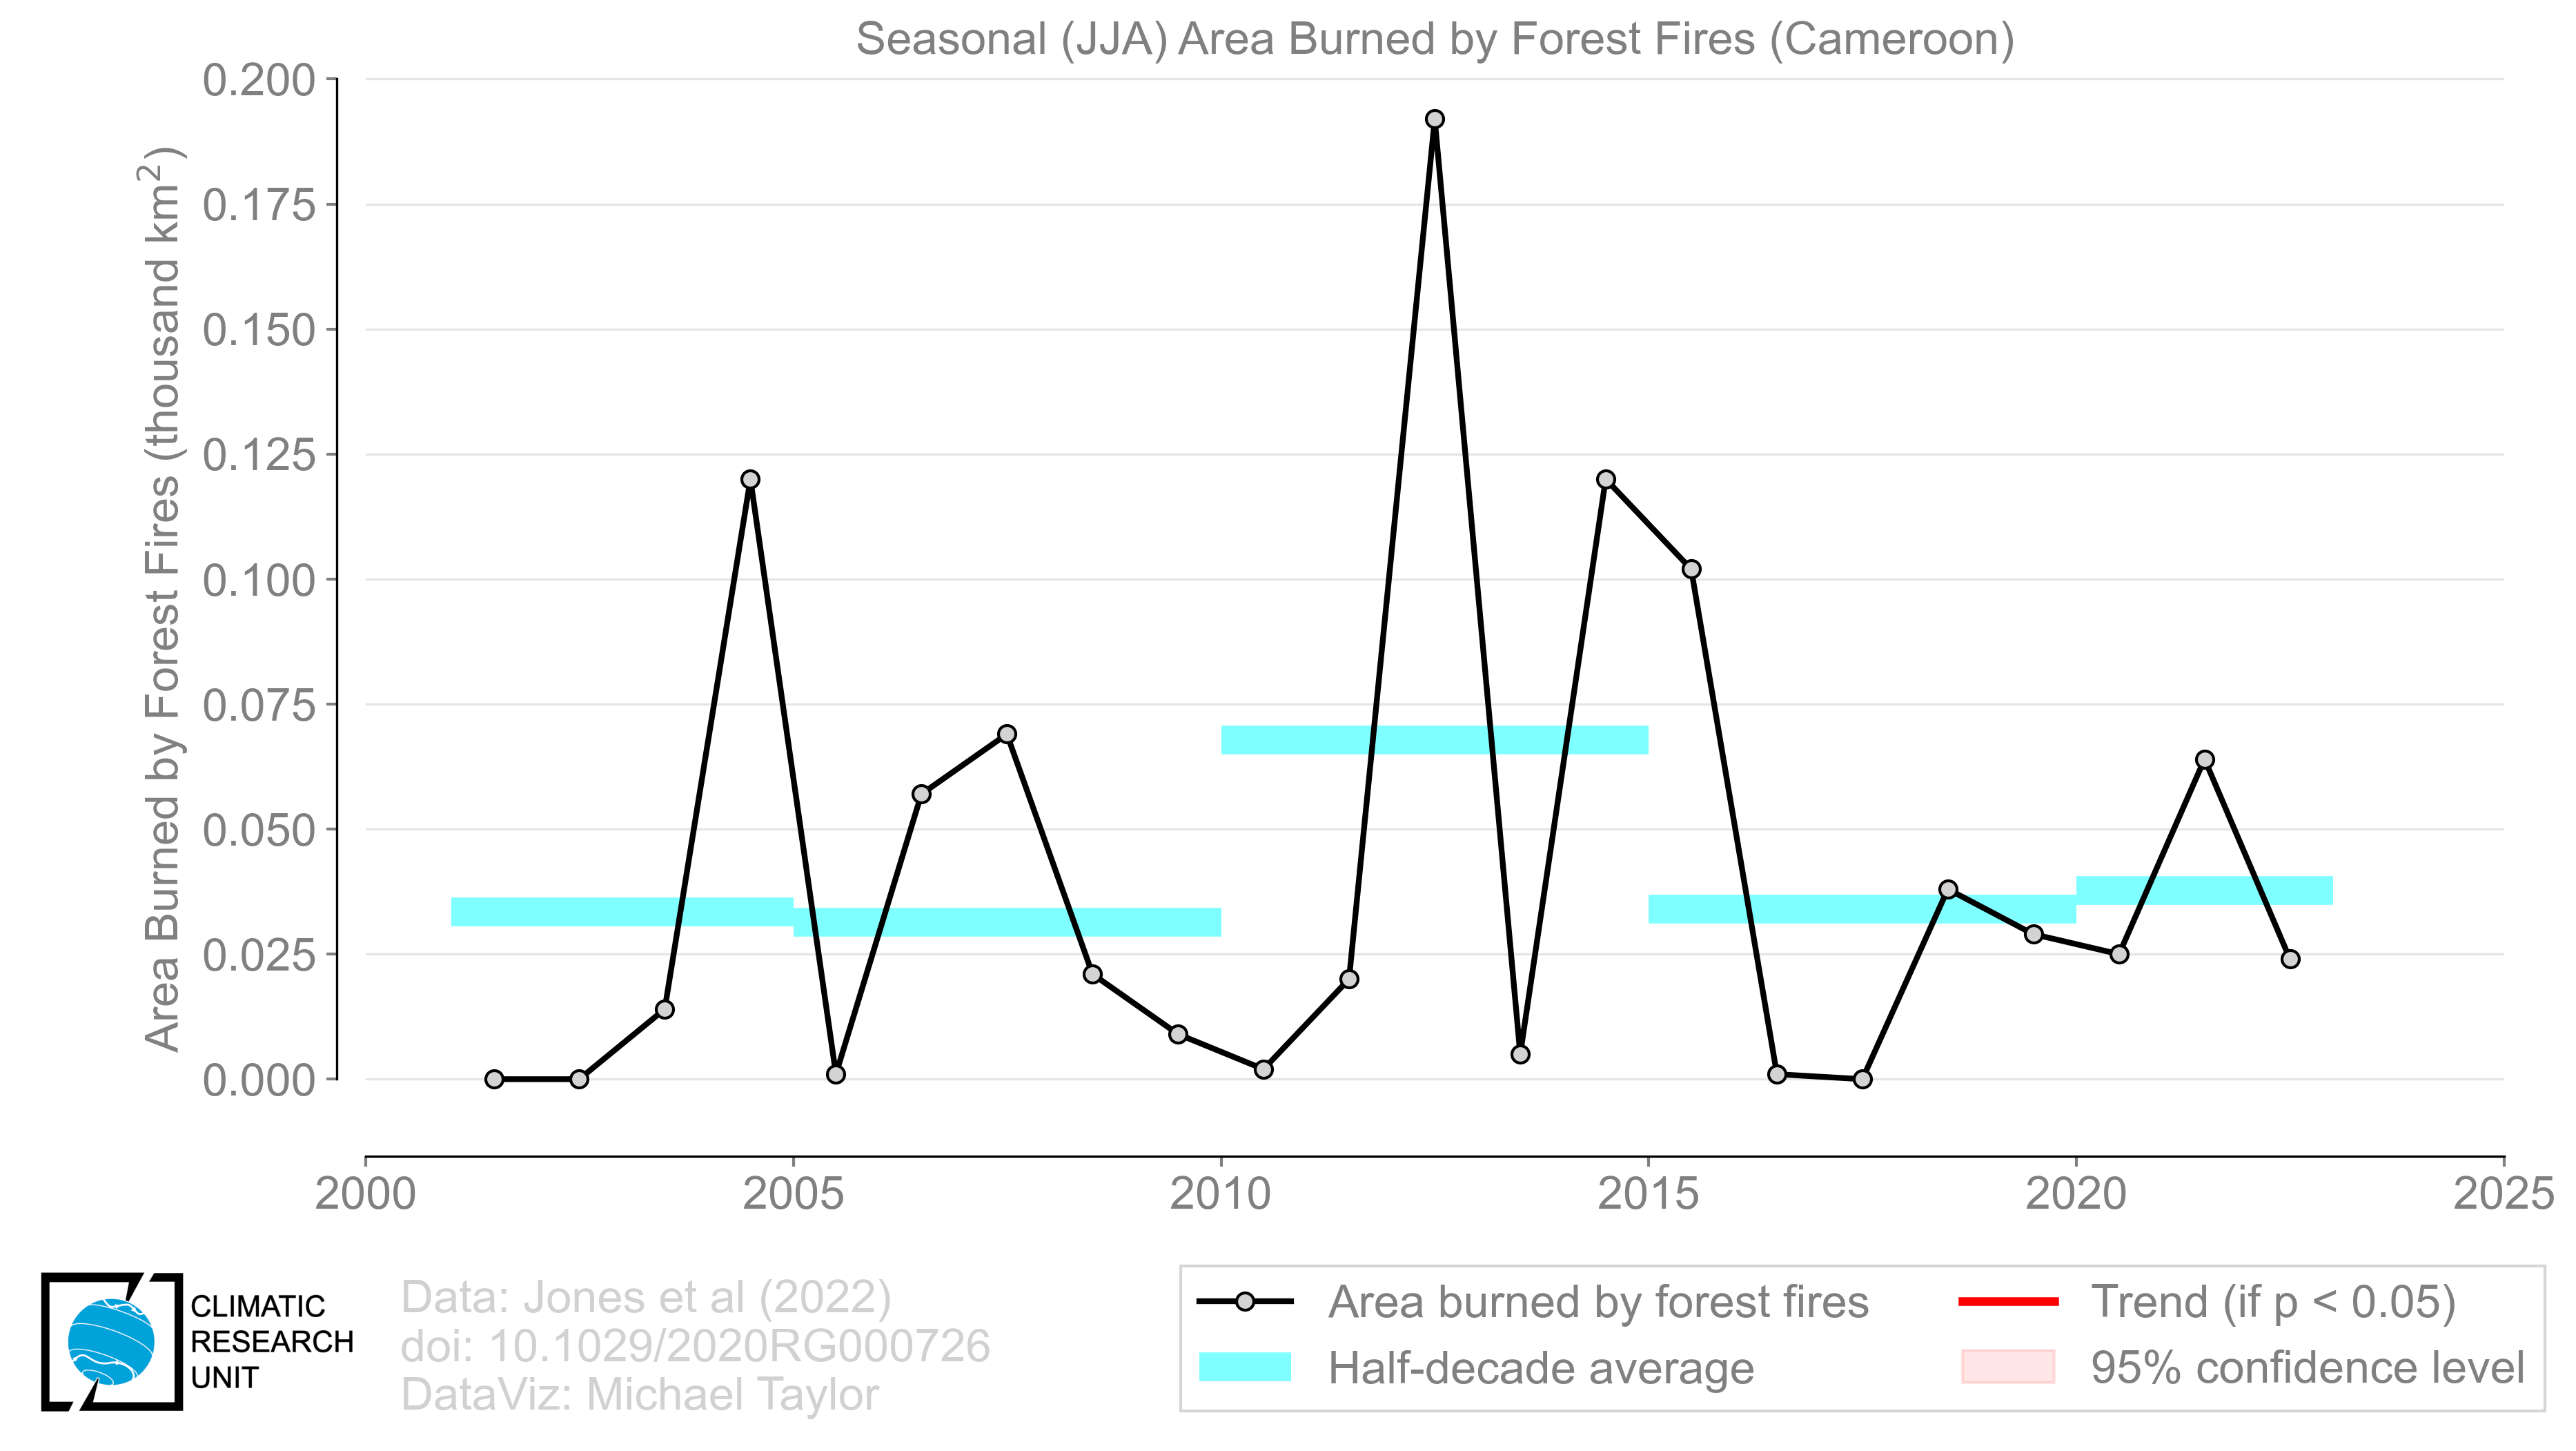 Seasonal (JJA) Area Burned by Forest Fires (Cameroon)
Area Burned by Forest Fires (thousand km²)
0.200
0.175
0.150
0.125
0.100
0.075
0.050
0.025
0.000
2000 2005 2010 2015 2020 2025
CLIMATIC
RESEARCH
UNIT
Data: Jones et al (2022)
doi: 10.1029/2020RG000726
DataViz: Michael Taylor
Area burned by forest fires
Half-decade average
Trend (if p < 0.05)
95% confidence level